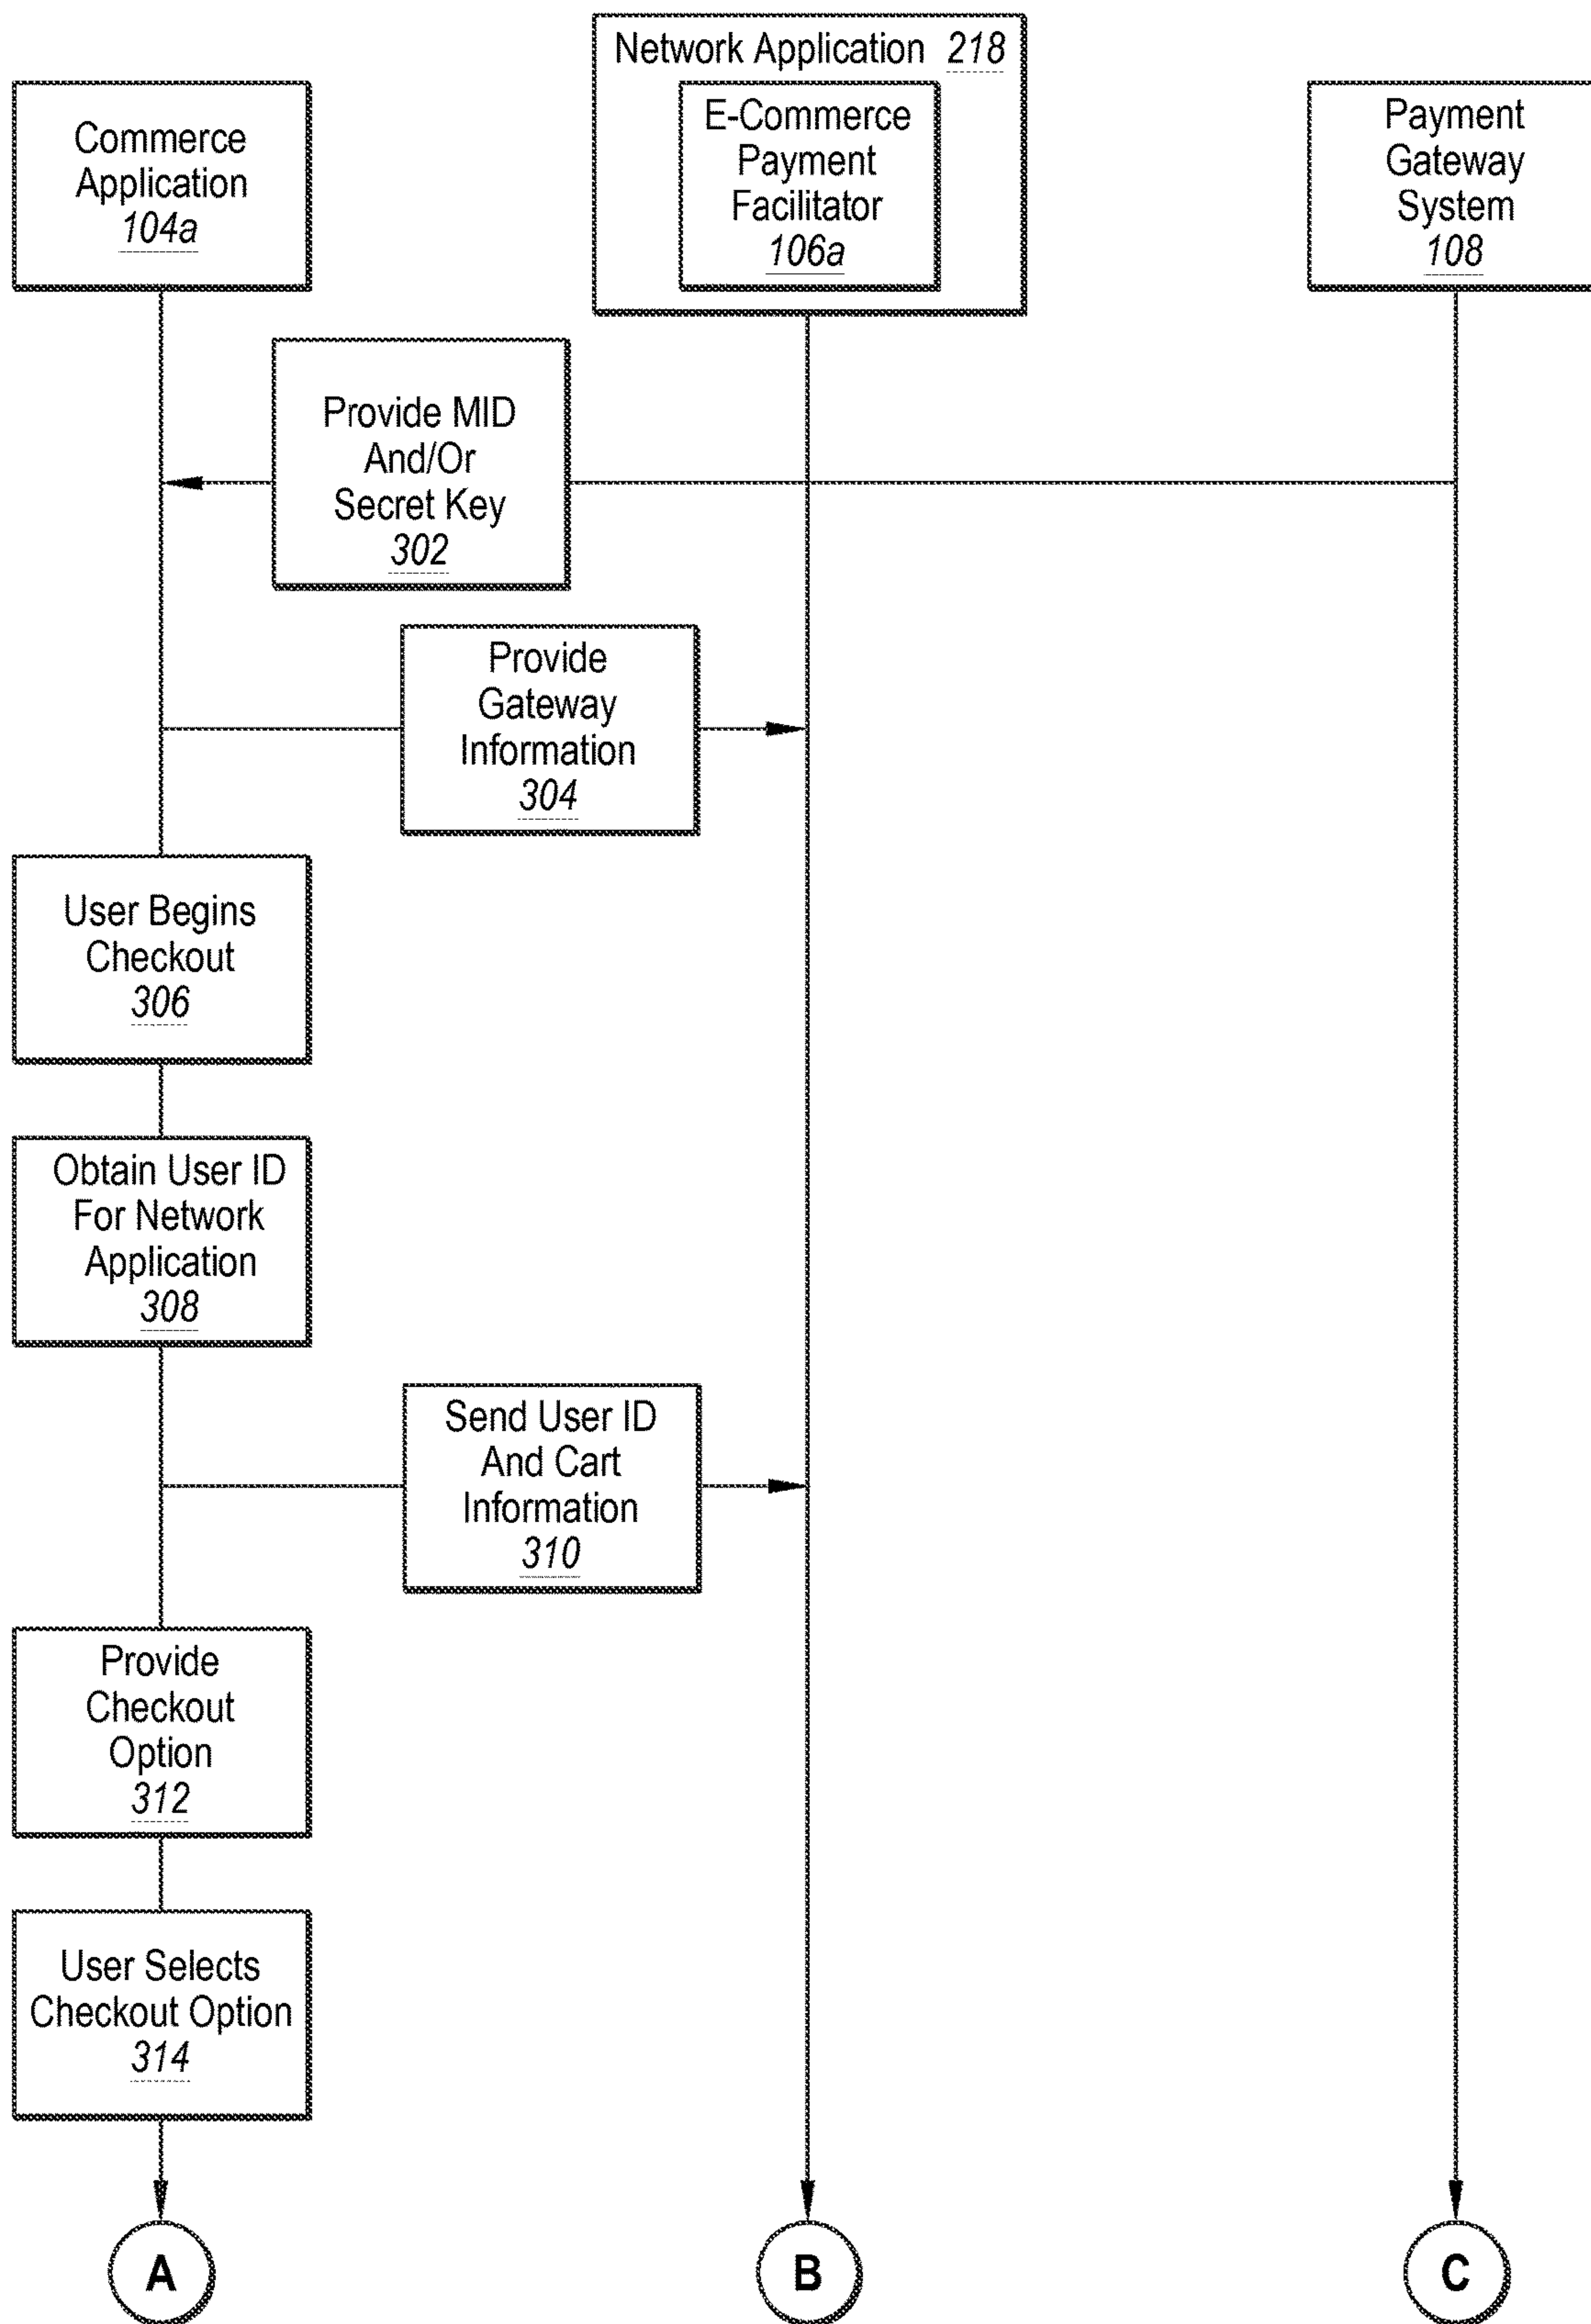 Network Application 218
Commerce
Application
104a
E-Commerce
Payment
Facilitator
106a
Payment
Gateway
System
108
Provide MID
And/Or
Secret Key
302
Provide
Gateway
Information
304
User Begins
Checkout
306
Obtain User ID
For Network
Application
308
Send User ID
And Cart
Information
310
Provide
Checkout
Option
312
User Selects
Checkout Option
314
A
B
C